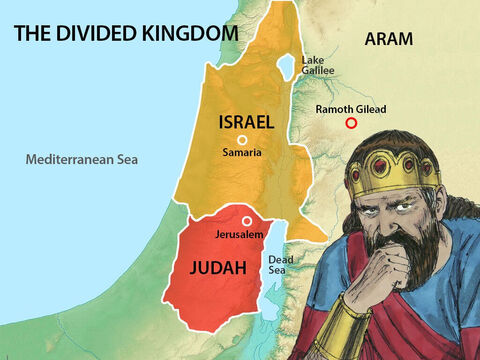 THE DIVIDED KINGDOM
ARAM
Lake
Galilee
Ramoth Gilead
ISRAEL
Samaria
Mediterranean Sea
Jerusalem
JUDAH
Dead
Sea